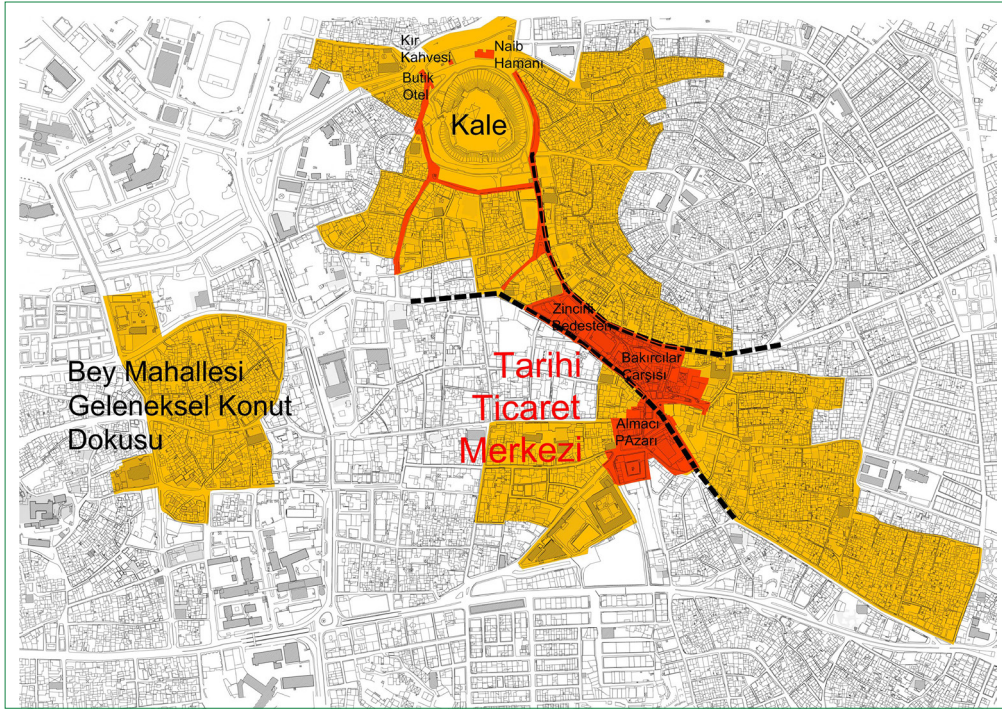 Kır
Kahvesi
Naib
Hamanı
Butik
Otel
Kale
Zincirli
Bedesten
Bakırcılar
Çarşısı
Tarihi
Ticaret
Merkezi
Almacı
PAzarı
Bey Mahallesi
Geleneksel Konut
Dokusu